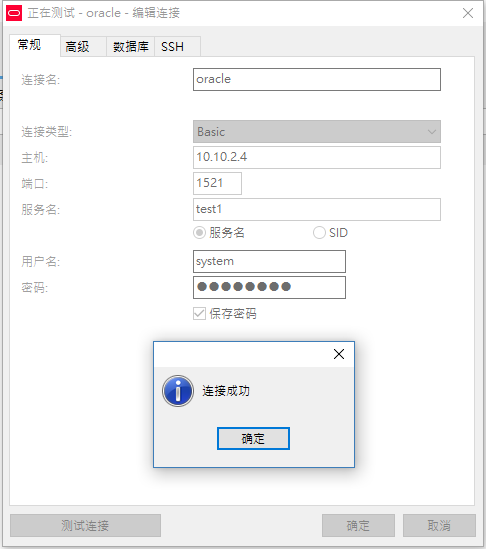 正在测试 - oracle - 编辑连接
常规 高级 数据库 SSH
连接名: oracle
连接类型: Basic
主机: 10.10.2.4
端口: 1521
服务名: test1
服务名 SID
用户名: system
密码: ●●●●●●●●
保存密码
连接成功
确定
测试连接 确定 取消